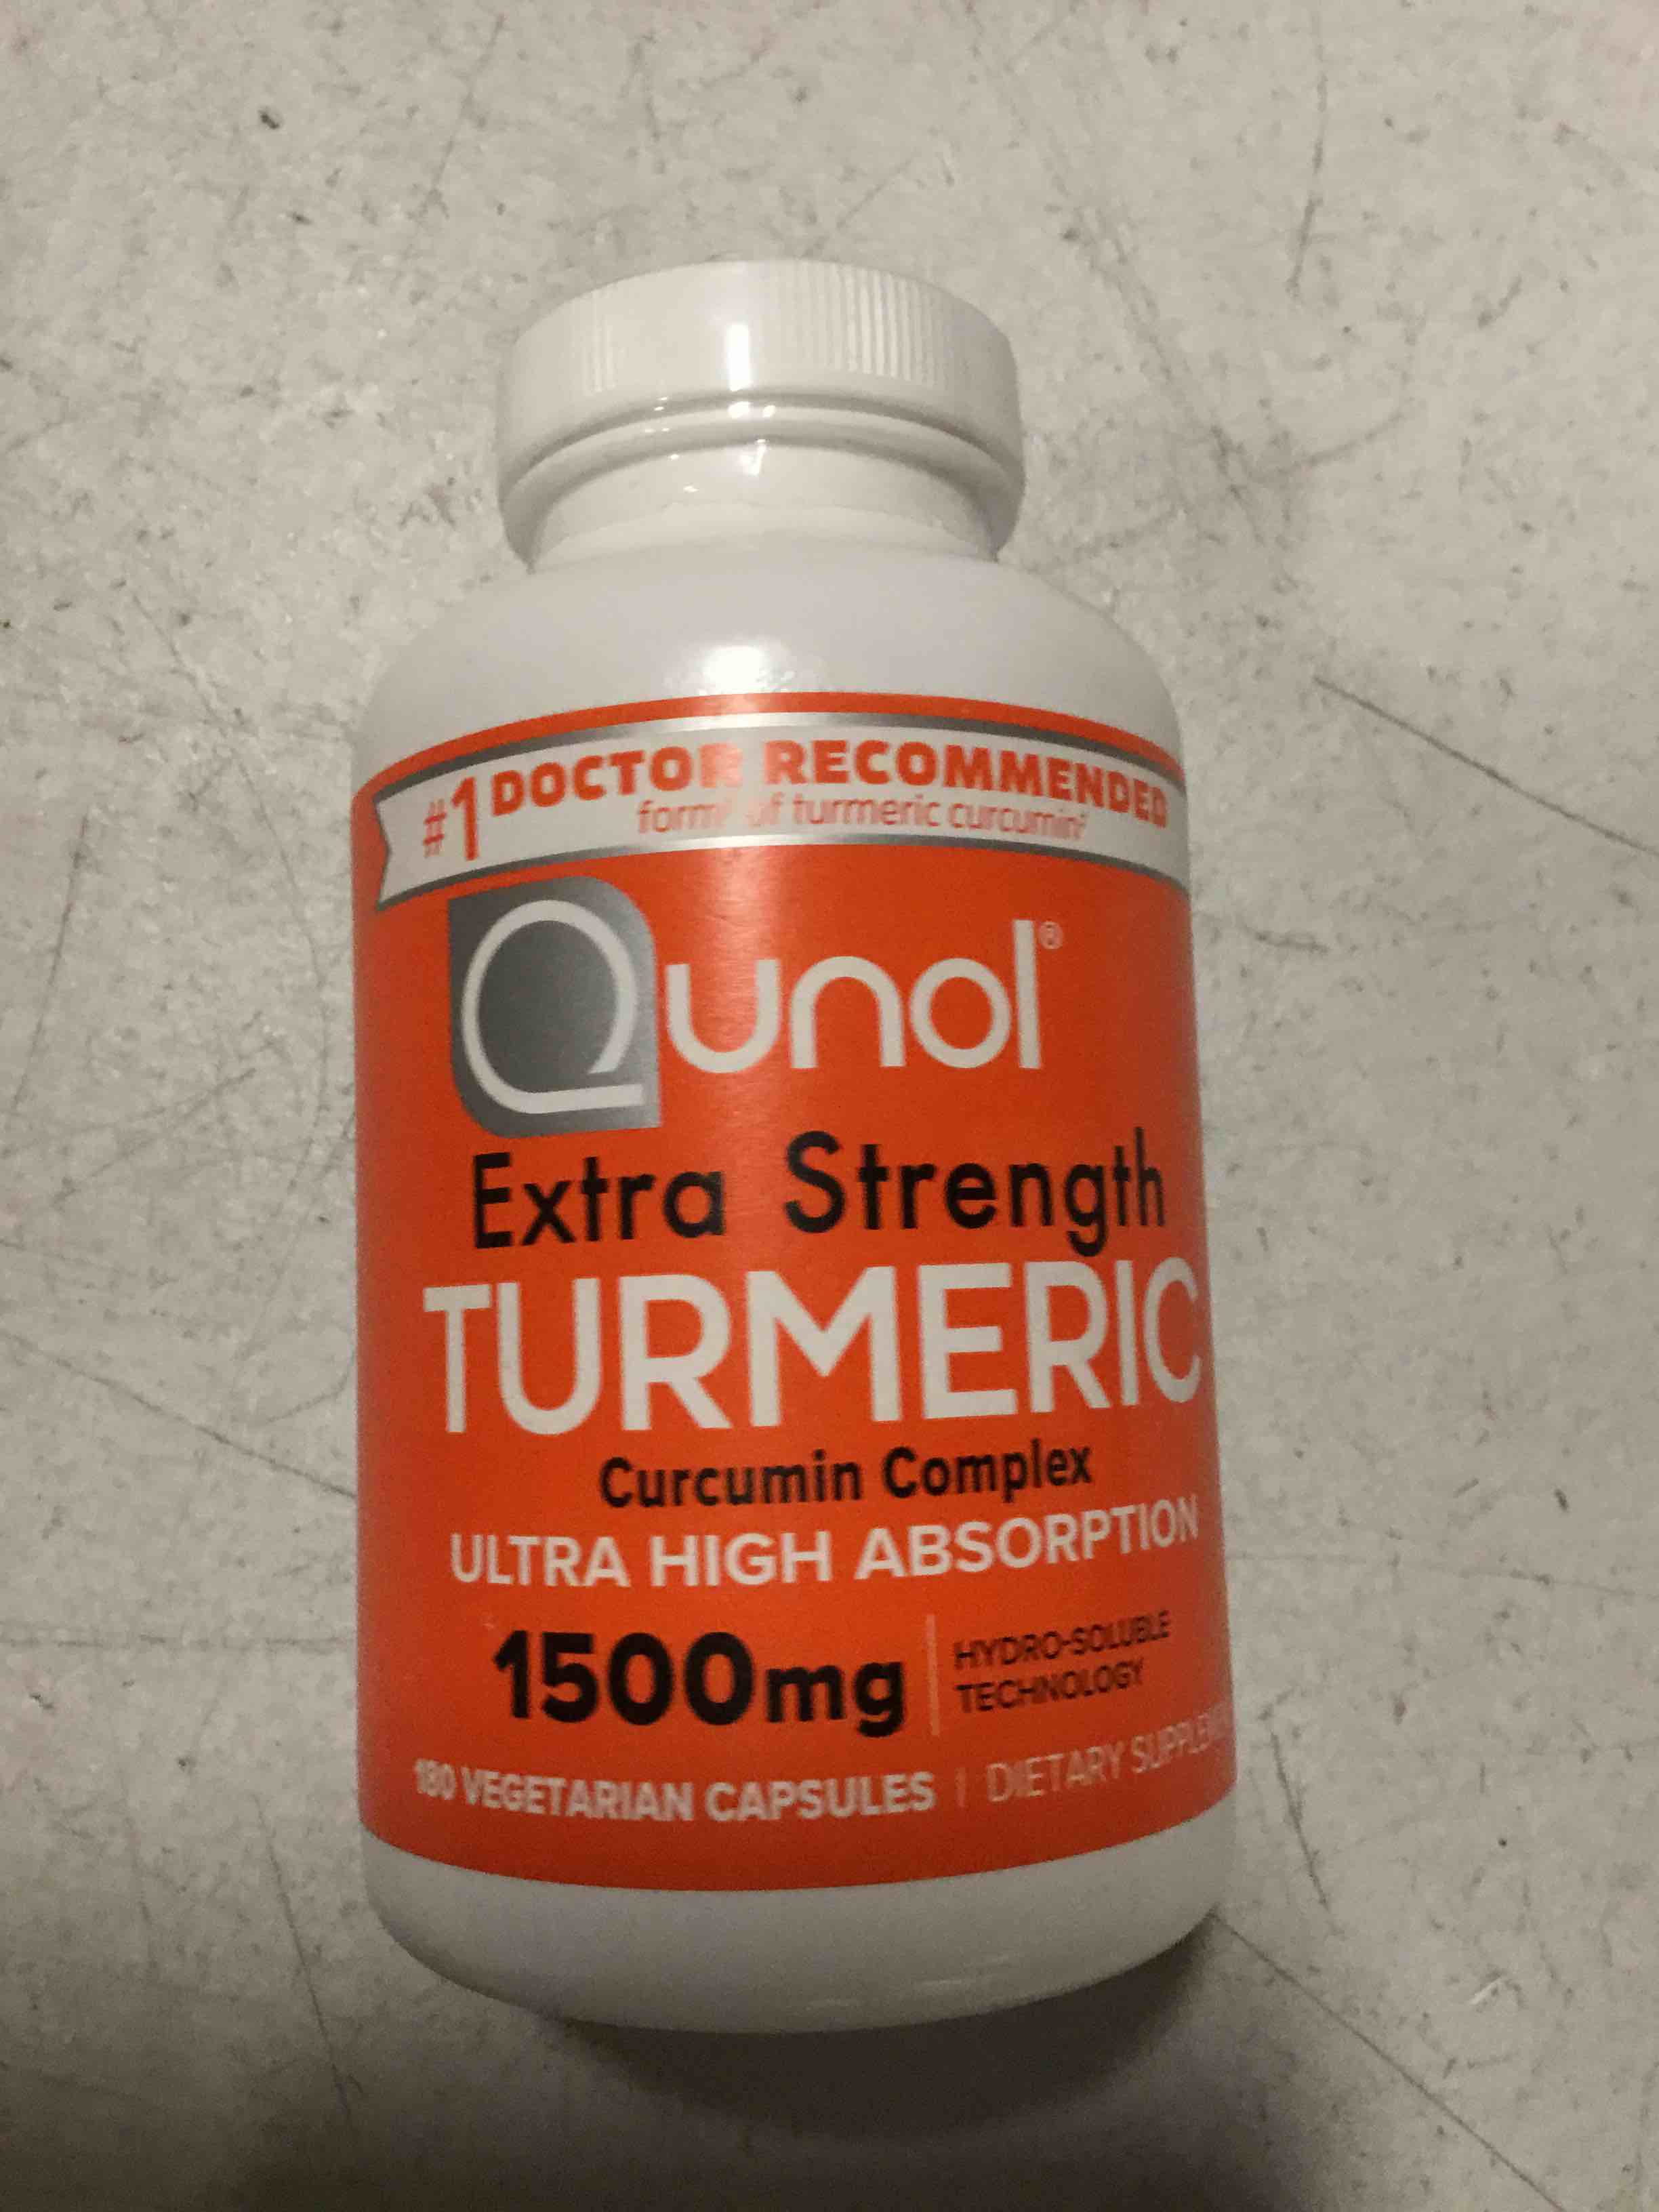 #1 DOCTOR RECOMMENDED
form† of turmeric curcumin‡
Qunol®
Extra Strength
TURMERIC
Curcumin Complex
ULTRA HIGH ABSORPTION
1500mg
HYDRO-SOLUBLE
TECHNOLOGY
180 VEGETARIAN CAPSULES | DIETARY